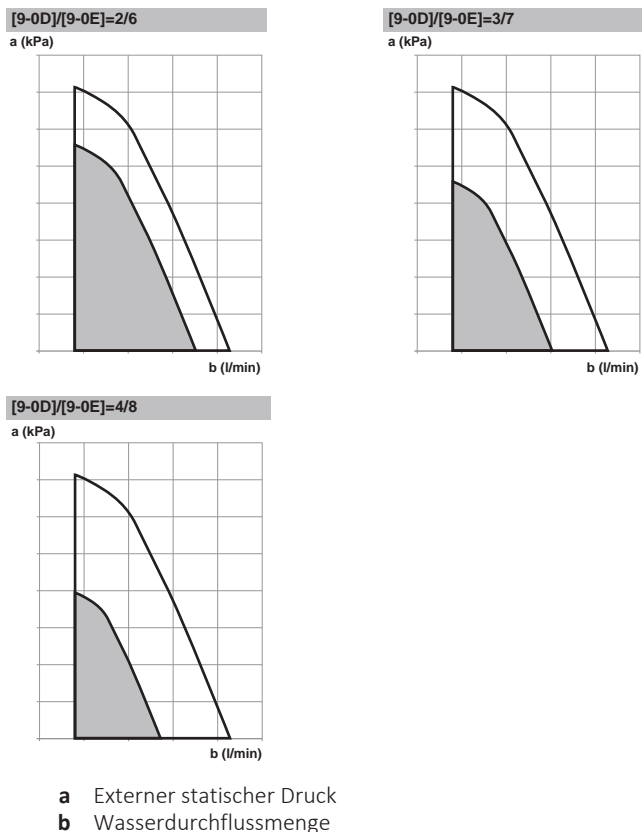 [9-0D]/[9-0E]=2/6
a (kPa)
b (l/min)
[9-0D]/[9-0E]=3/7
a (kPa)
b (l/min)
[9-0D]/[9-0E]=4/8
a (kPa)
b (l/min)
a Externer statischer Druck
b Wasserdurchflussmenge